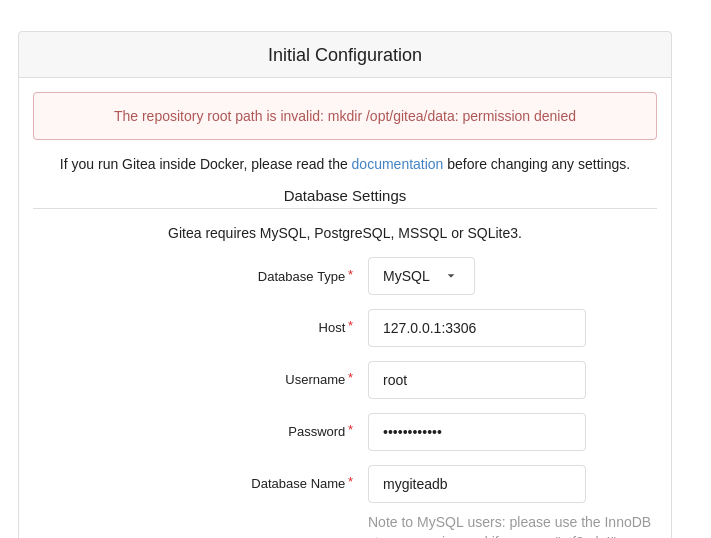 Initial Configuration
The repository root path is invalid: mkdir /opt/gitea/data: permission denied
If you run Gitea inside Docker, please read the documentation before changing any settings.
Database Settings
Gitea requires MySQL, PostgreSQL, MSSQL or SQLite3.
Database Type *
MySQL
Host *
127.0.0.1:3306
Username *
root
Password *
••••••••••••
Database Name *
mygiteadb
Note to MySQL users: please use the InnoDB